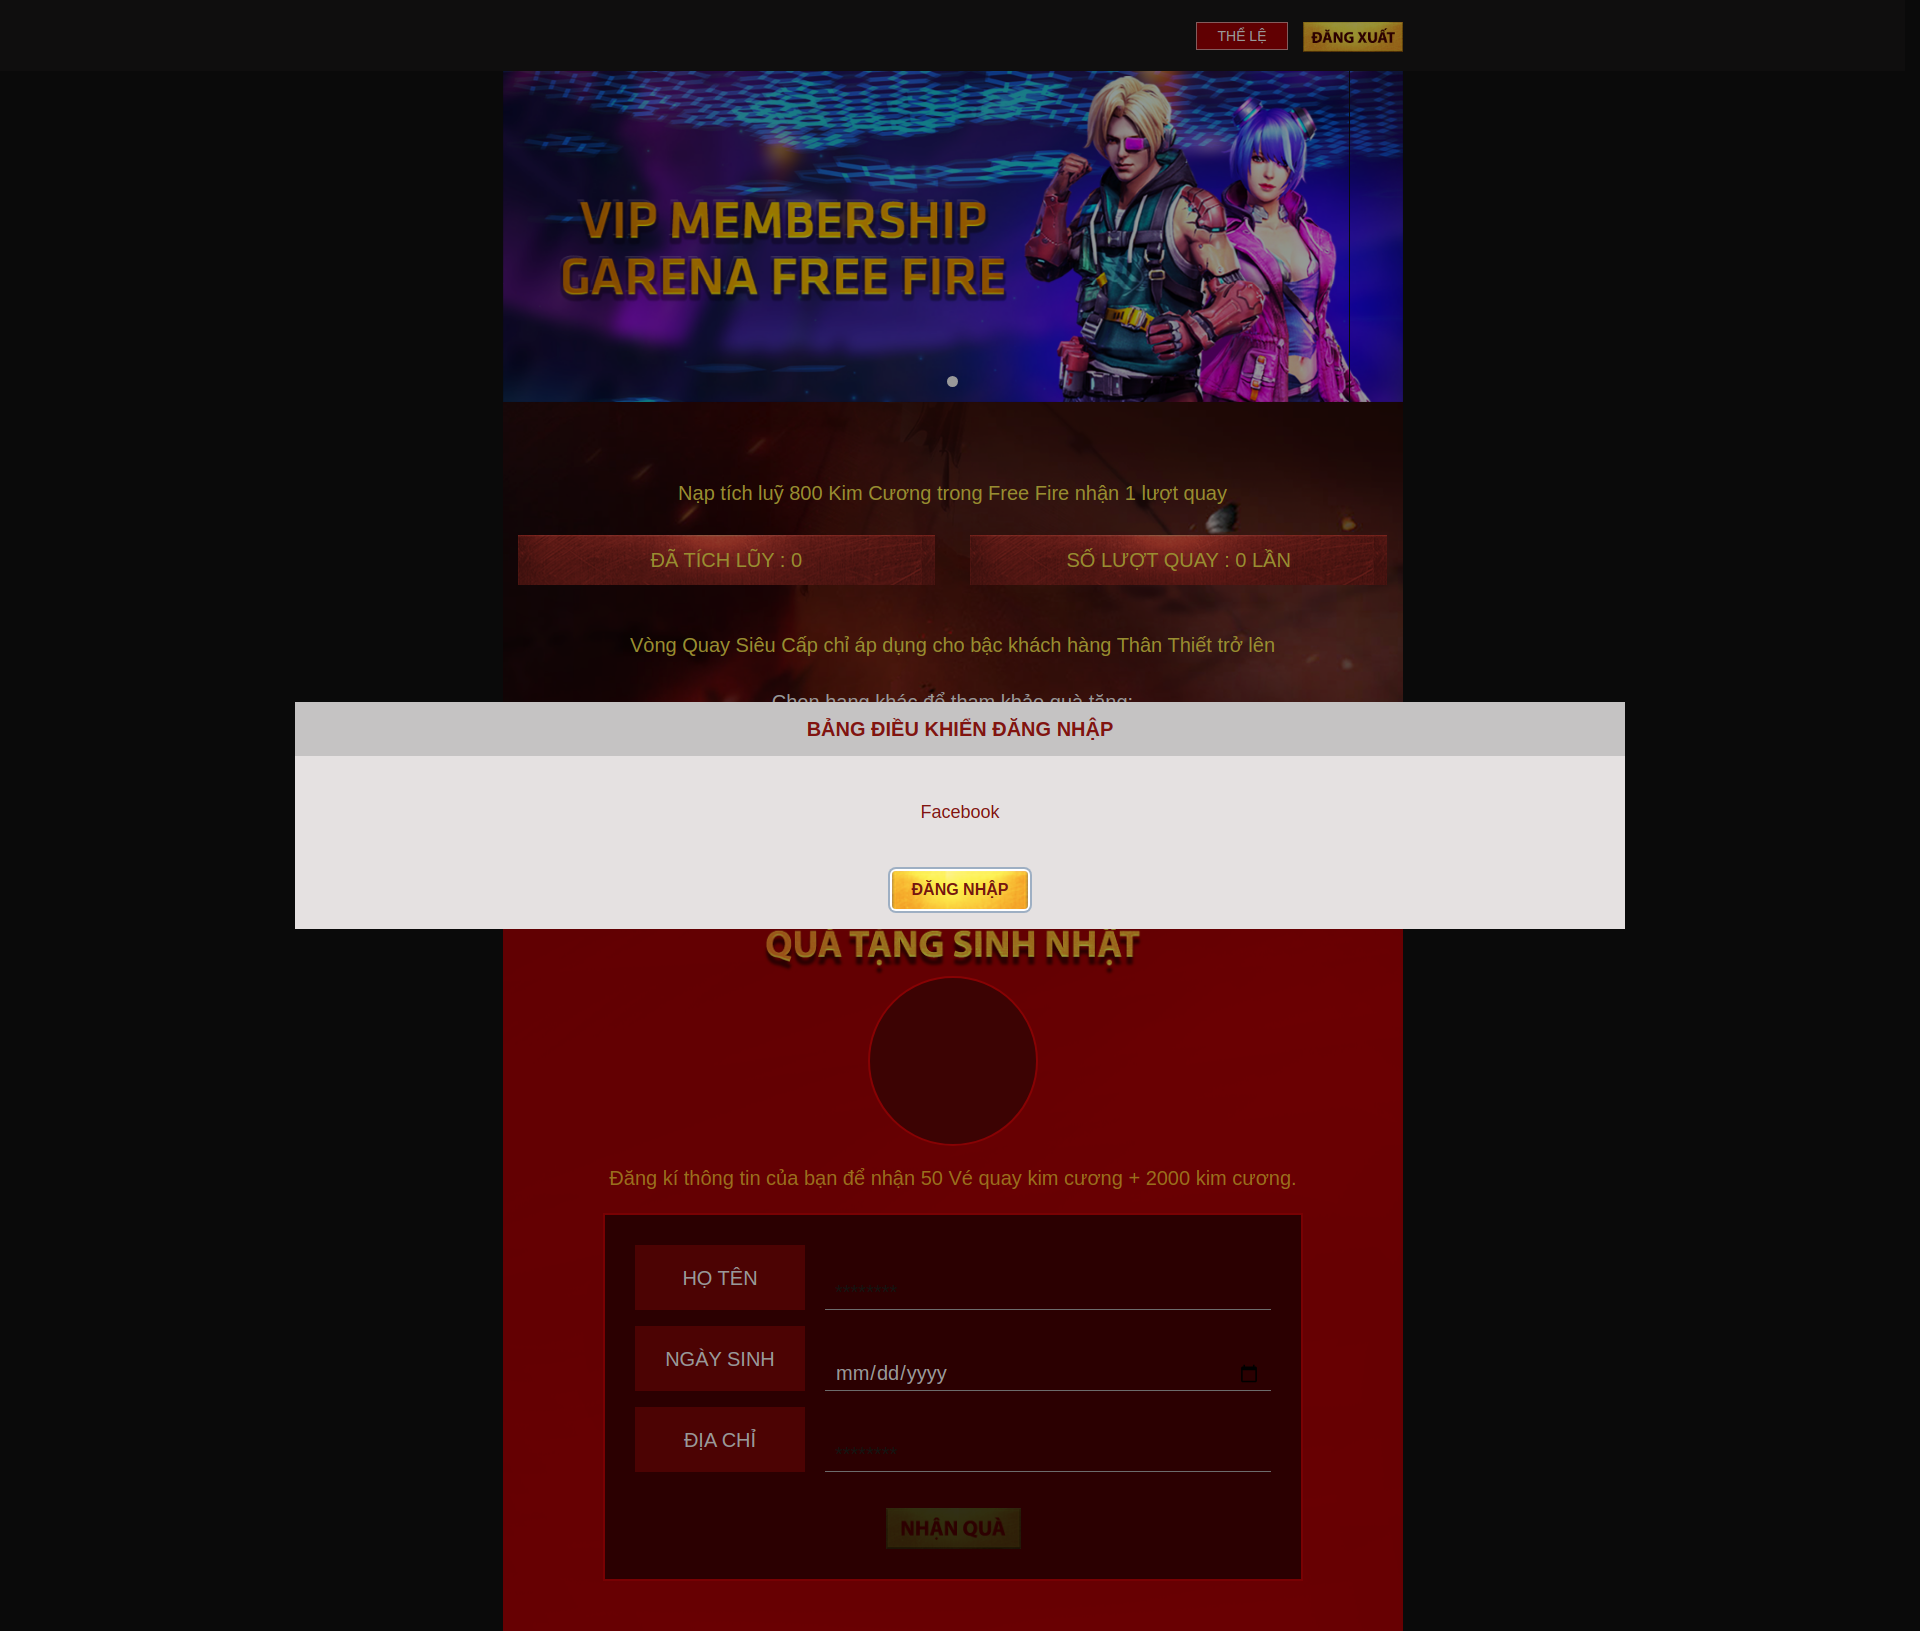 THỂ LỆ
ĐĂNG XUẤT
VIP MEMBERSHIP
GARENA FREE FIRE
Nạp tích luỹ 800 Kim Cương trong Free Fire nhận 1 lượt quay
ĐÃ TÍCH LŨY : 0
SỐ LƯỢT QUAY : 0 LẦN
Vòng Quay Siêu Cấp chỉ áp dụng cho bậc khách hàng Thân Thiết trở lên
Chọn hạng khác để tham khảo quà tặng:
BẢNG ĐIỀU KHIỂN ĐĂNG NHẬP
Facebook
ĐĂNG NHẬP
QUÀ TẶNG SINH NHẬT
Đăng kí thông tin của bạn để nhận 50 Vé quay kim cương + 2000 kim cương.
HỌ TÊN
********
NGÀY SINH
mm/dd/yyyy
ĐỊA CHỈ
********
NHẬN QUÀ